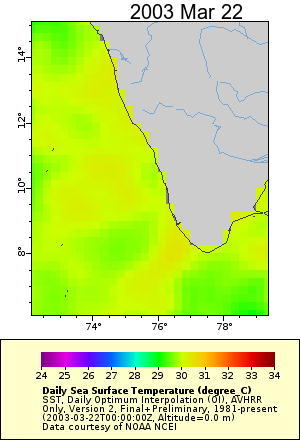 2003 Mar 22
14°
12°
10°
8°
74°
76°
78°
24 25 26 27 28 29 30 31 32 33 34
Daily Sea Surface Temperature (degree_C)
SST, Daily Optimum Interpolation (OI), AVHRR
Only, Version 2, Final+Preliminary, 1981-present
(2003-03-22T00:00:00Z, Altitude=0.0 m)
Data courtesy of NOAA NCEI